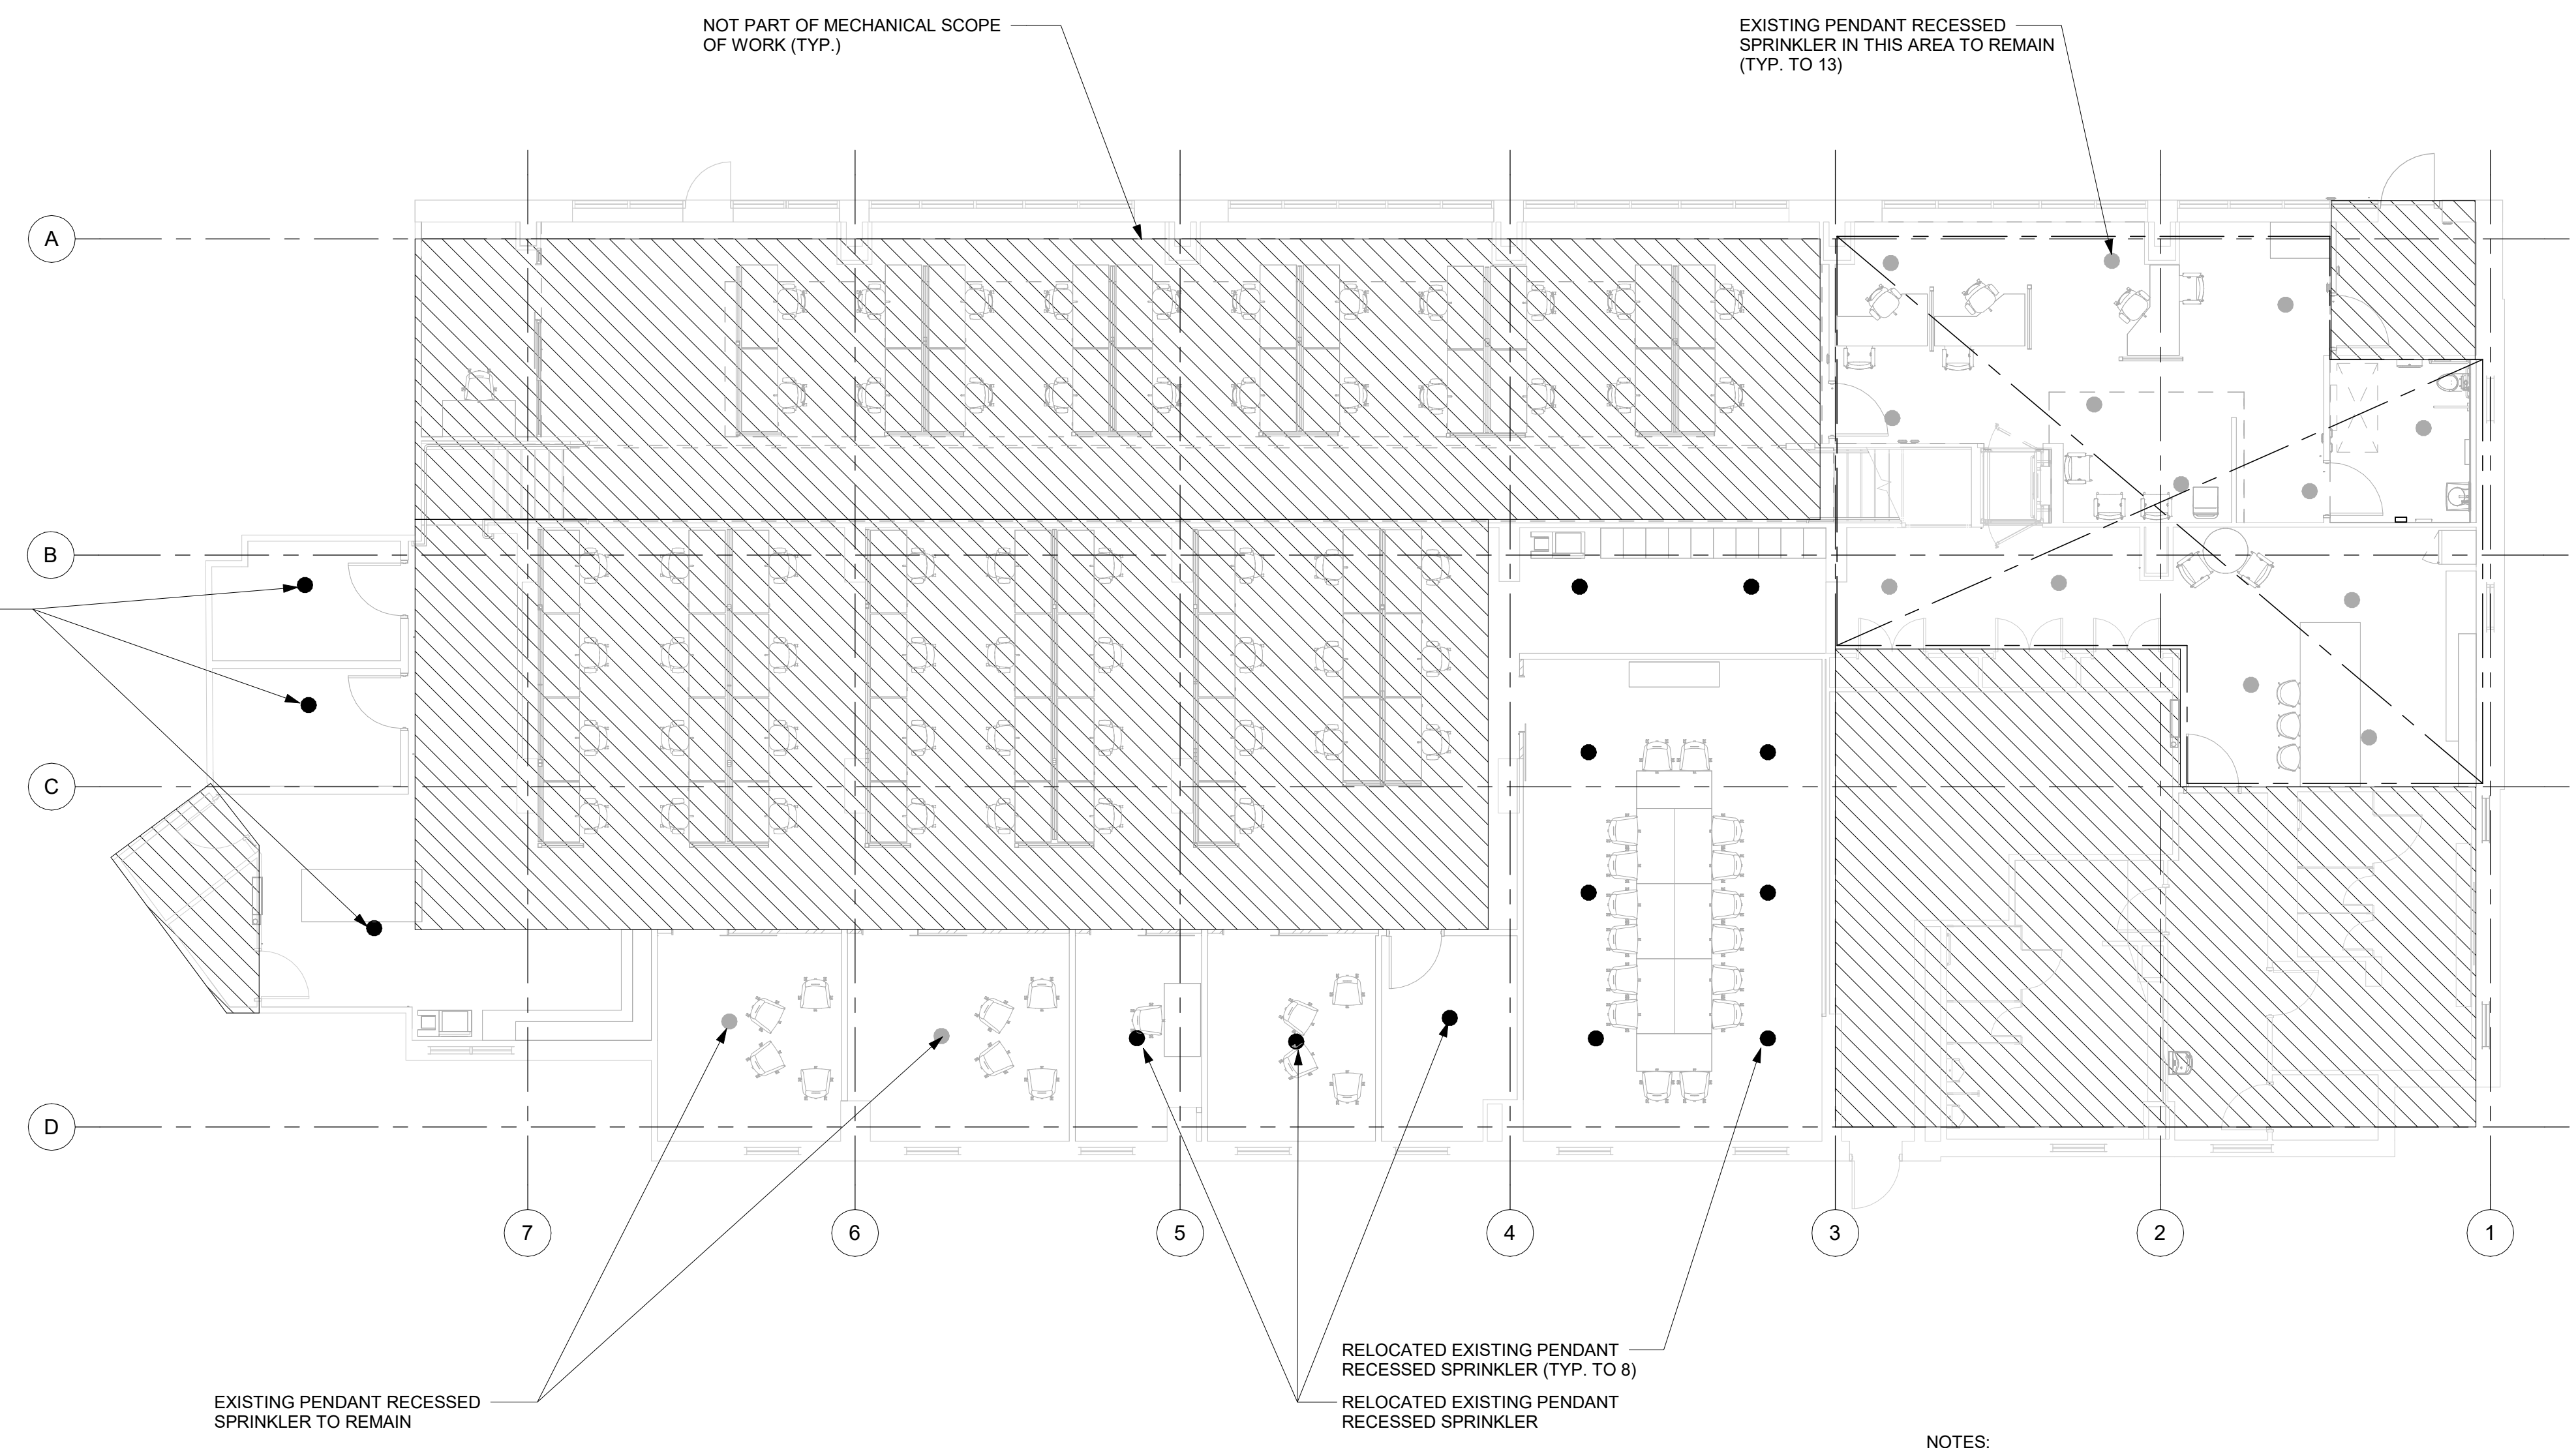 NOT PART OF MECHANICAL SCOPE
OF WORK (TYP.)
EXISTING PENDANT RECESSED
SPRINKLER IN THIS AREA TO REMAIN
(TYP. TO 13)
A
B
C
D
7
6
5
4
3
2
1
RELOCATED EXISTING PENDANT
RECESSED SPRINKLER (TYP. TO 8)
RELOCATED EXISTING PENDANT
RECESSED SPRINKLER
EXISTING PENDANT RECESSED
SPRINKLER TO REMAIN
NOTES: